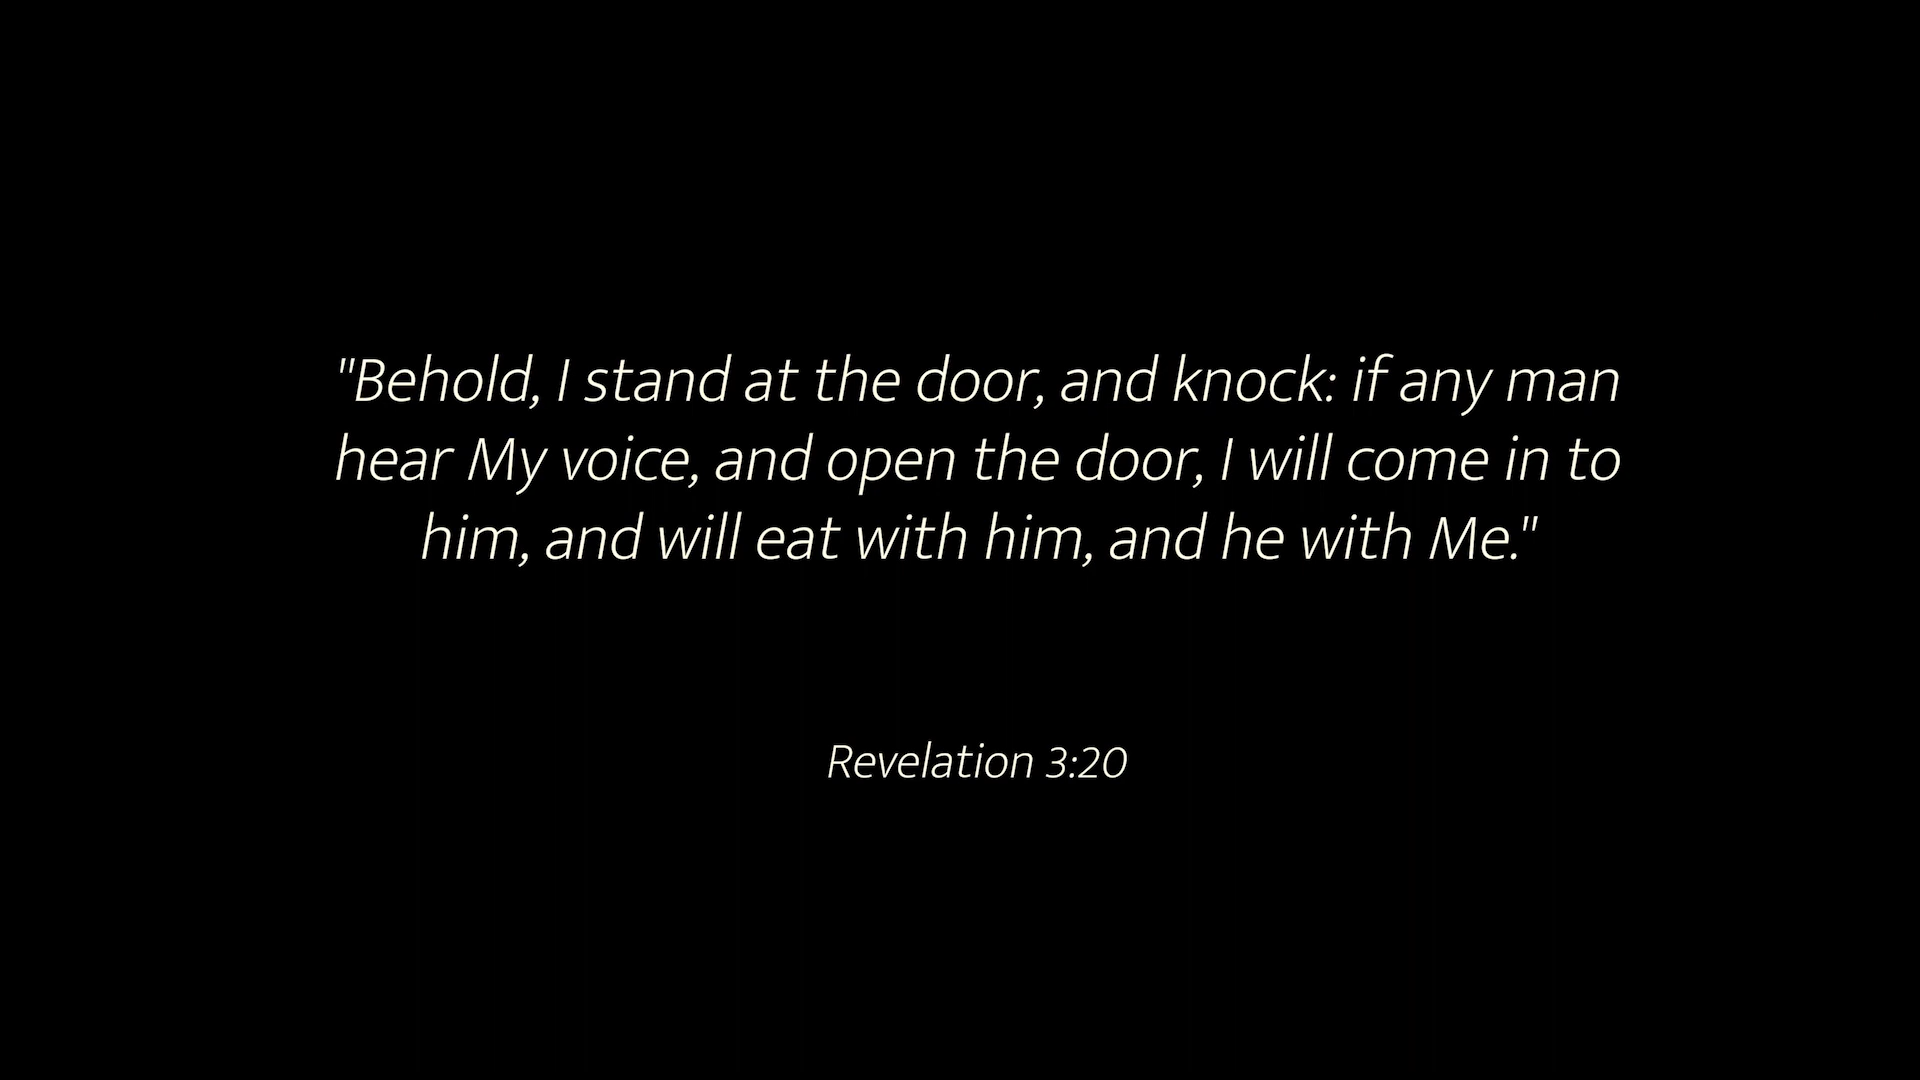 "Behold, I stand at the door, and knock: if any man
hear My voice, and open the door, I will come in to
him, and will eat with him, and he with Me."
Revelation 3:20